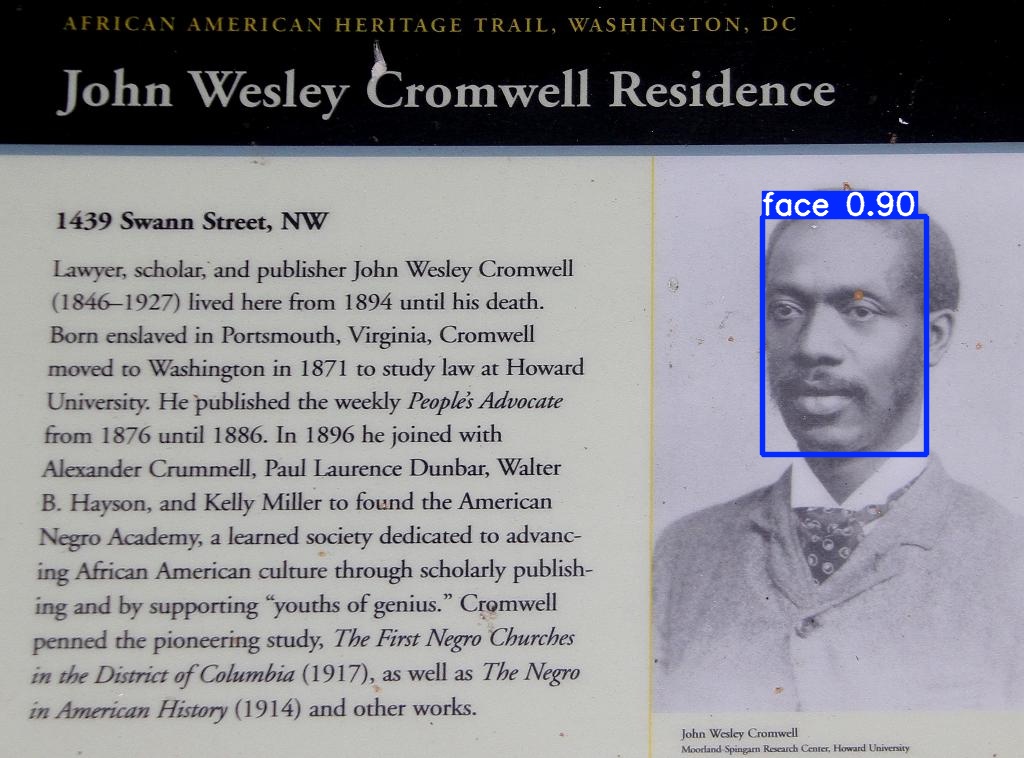 AFRICAN AMERICAN HERITAGE TRAIL, WASHINGTON, DC
John Wesley Cromwell Residence
1439 Swann Street, NW
Lawyer, scholar, and publisher John Wesley Cromwell
(1846–1927) lived here from 1894 until his death.
Born enslaved in Portsmouth, Virginia, Cromwell
moved to Washington in 1871 to study law at Howard
University. He published the weekly People's Advocate
from 1876 until 1886. In 1896 he joined with
Alexander Crummell, Paul Laurence Dunbar, Walter
B. Hayson, and Kelly Miller to found the American
Negro Academy, a learned society dedicated to advanc-
ing African American culture through scholarly publish-
ing and by supporting “youths of genius.” Cromwell
penned the pioneering study, The First Negro Churches
in the District of Columbia (1917), as well as The Negro
in American History (1914) and other works.
face 0.90
John Wesley Cromwell
Moorland-Spingarn Research Center, Howard University